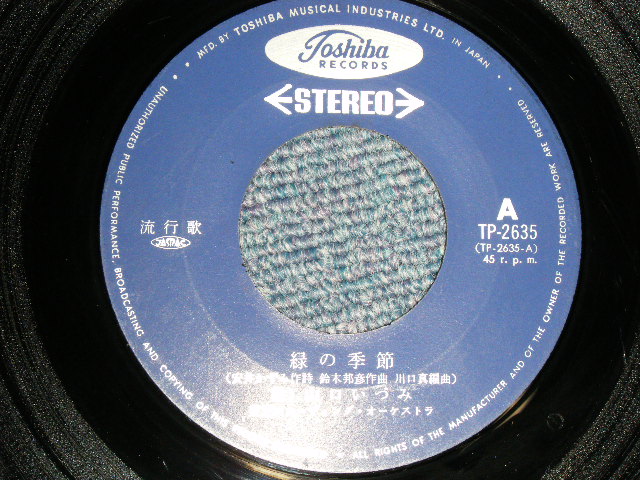 MFD. BY TOSHIBA MUSICAL INDUSTRIES LTD. IN JAPAN
Toshiba
RECORDS
STEREO
A
TP-2635
(TP-2635-A)
45 r. p. m.
流行歌
JASRAC
緑の季節
作詩 鈴木邦彦作曲 川口真編曲)
いづみ
オーケストラ
UNAUTHORIZED PUBLIC PERFORMANCE, BROADCASTING AND COPYING OF
ALL RIGHTS OF THE MANUFACTURER AND OF THE OWNER OF THE RECORDED WORK ARE RESERVED